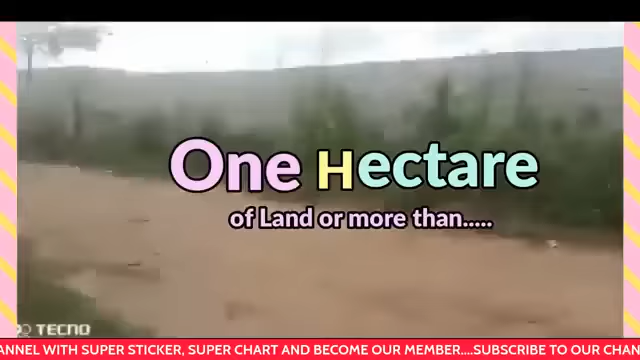 One Hectare
of Land or more than.....
TECNO
ANNEL WITH SUPER STICKER, SUPER CHART AND BECOME OUR MEMBER....SUBSCRIBE TO OUR CHAN